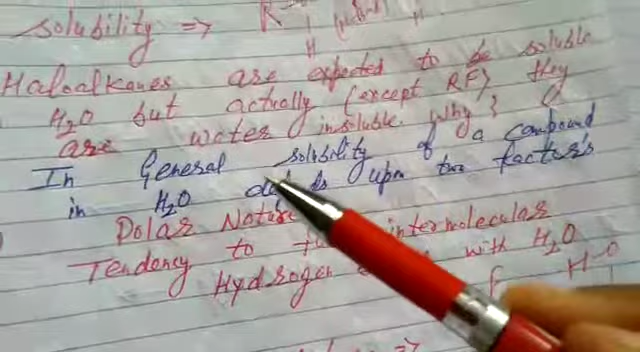 Solubility => R
H H
Haloalkanes are expected to be soluble
H2O but actually (except RF) they
are water insoluble. Why?
In General solubility of a compound
in H2O upon two factors
Polar Nature
Tendency to intermolecular
Hydrogen with H2O
F H-O
=>